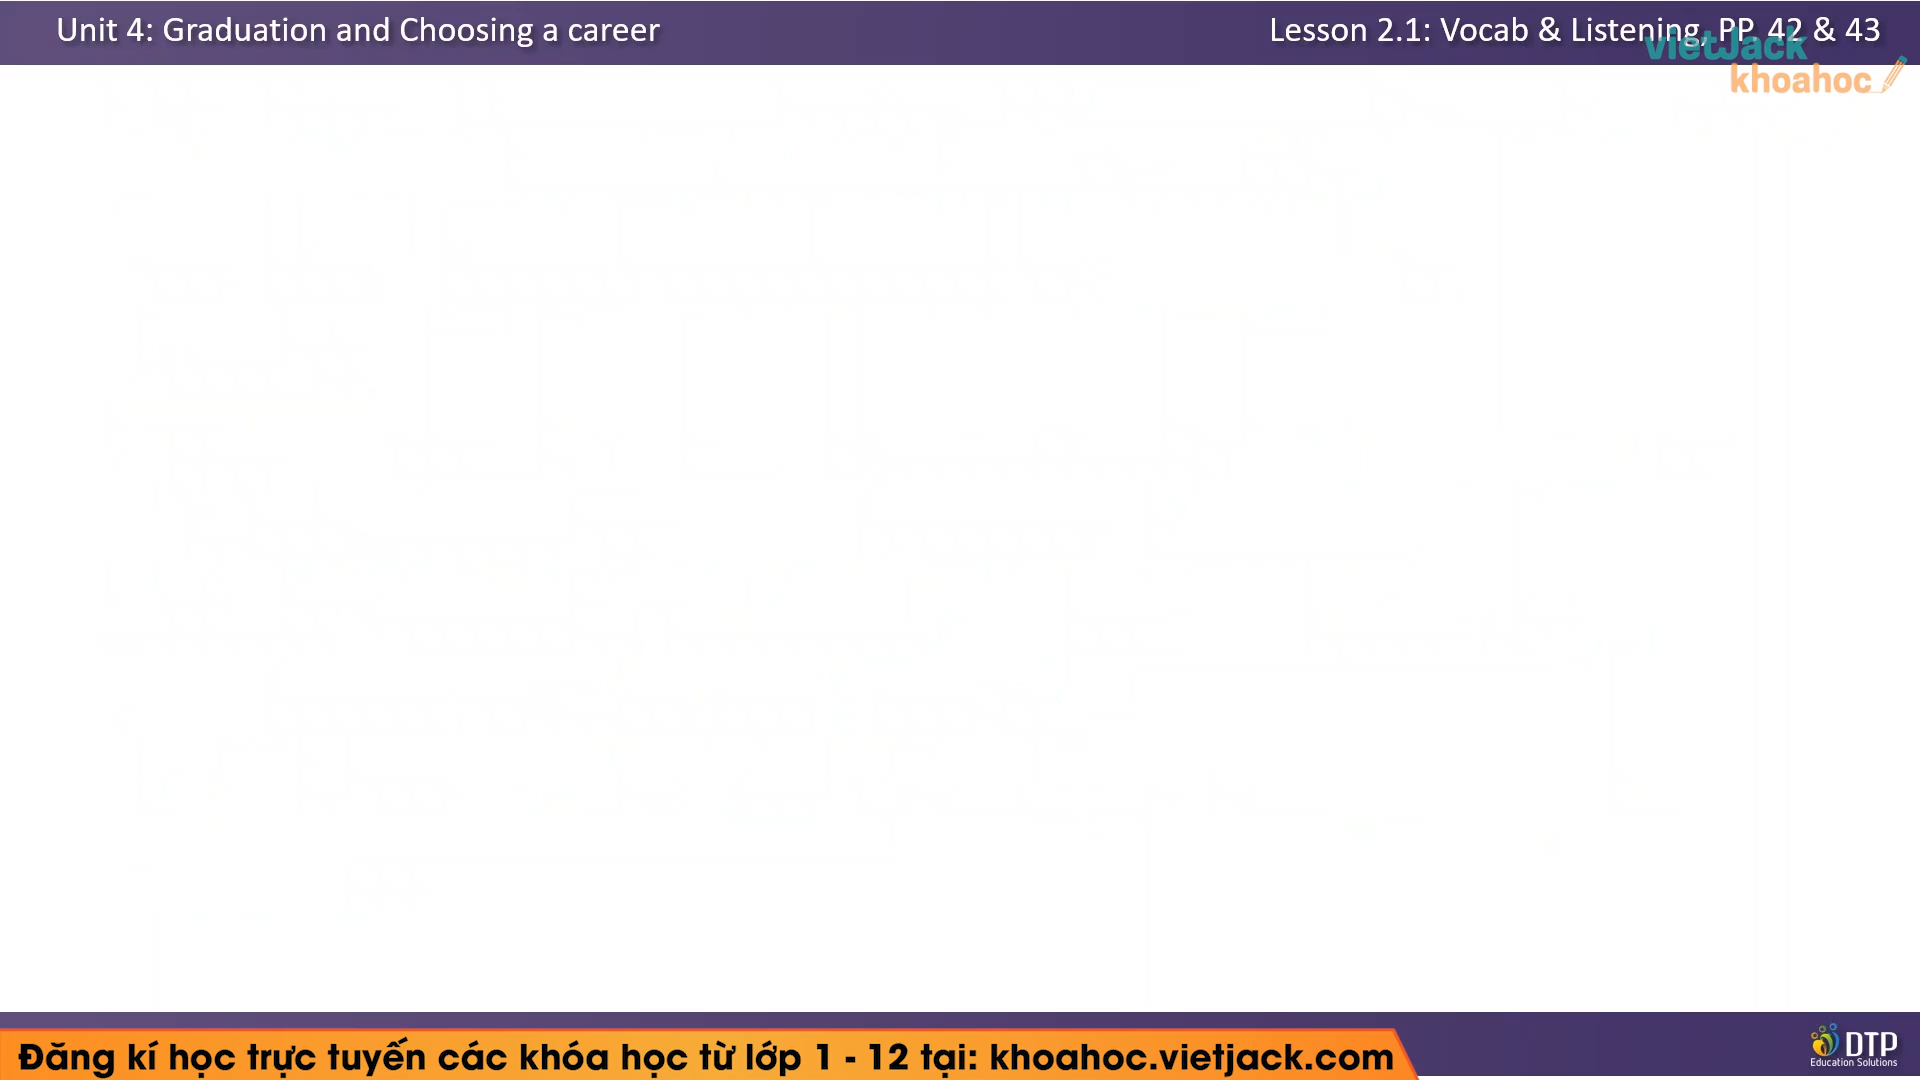 Unit 4: Graduation and Choosing a career
Lesson 2.1: Vocab & Listening, PP. 42 & 43
vietJack
khoahoc
Đăng kí học trực tuyến các khóa học từ lớp 1 - 12 tại: khoahoc.vietjack.com
DTP
Education Solutions